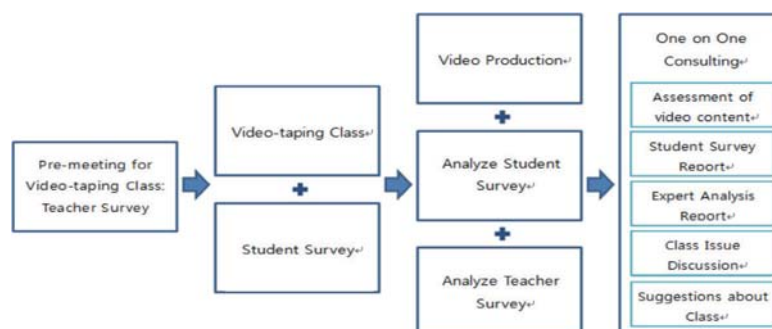 Pre-meeting for
Video-taping Class:
Teacher Survey
Video-taping Class
Student Survey
Video Production
Analyze Student
Survey
Analyze Teacher
Survey
One on One
Consulting
Assessment of
video content
Student Survey
Report
Expert Analysis
Report
Class Issue
Discussion
Suggestions about
Class